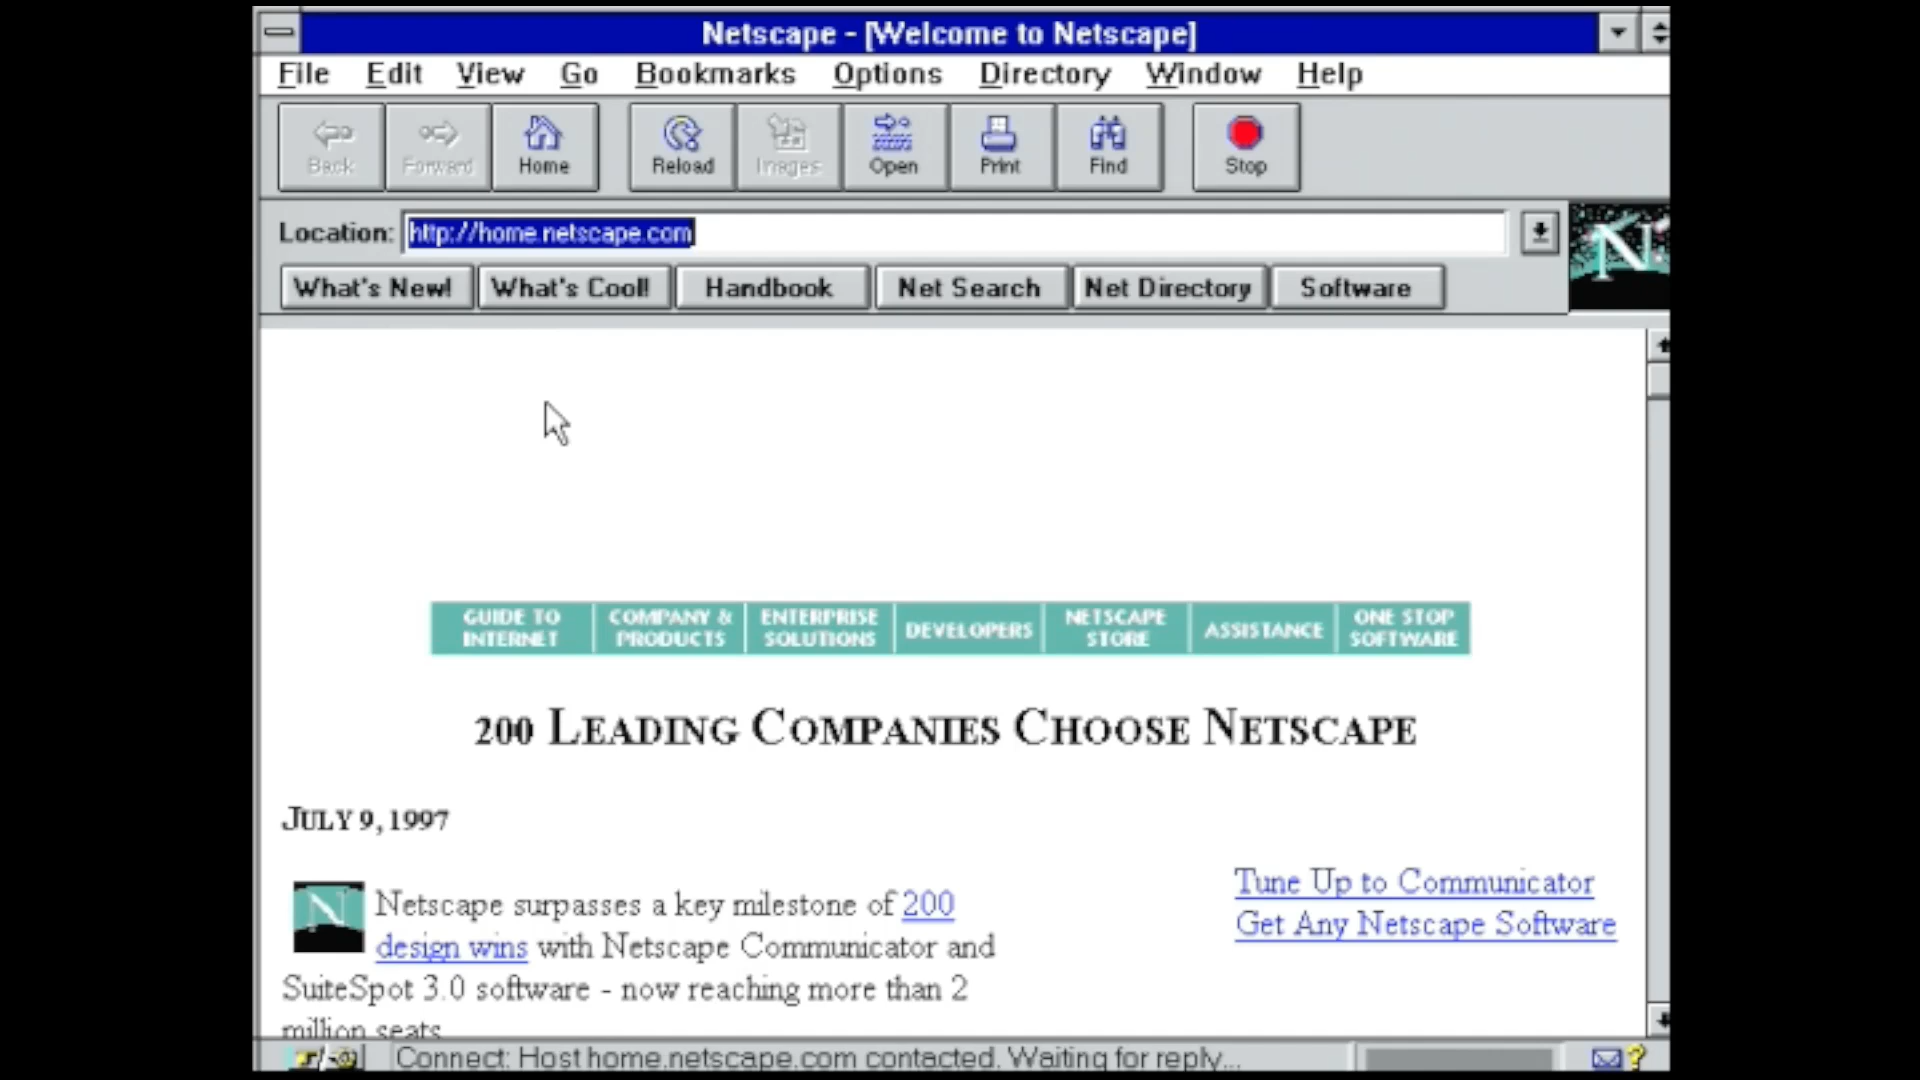 Netscape - [Welcome to Netscape]
File Edit View Go Bookmarks Options Directory Window Help
Back Forward Home Reload Images Open Print Find Stop
Location: http://home.netscape.com
N
What's New! What's Cool! Handbook Net Search Net Directory Software
GUIDE TO INTERNET
COMPANY & PRODUCTS
ENTERPRISE SOLUTIONS
DEVELOPERS
NETSCAPE STORE
ASSISTANCE
ONE STOP SOFTWARE
200 LEADING COMPANIES CHOOSE NETSCAPE
JULY 9, 1997
N
Netscape surpasses a key milestone of 200
design wins with Netscape Communicator and
SuiteSpot 3.0 software - now reaching more than 2
million seats
Tune Up to Communicator
Get Any Netscape Software
Connect: Host home.netscape.com contacted. Waiting for reply...
?